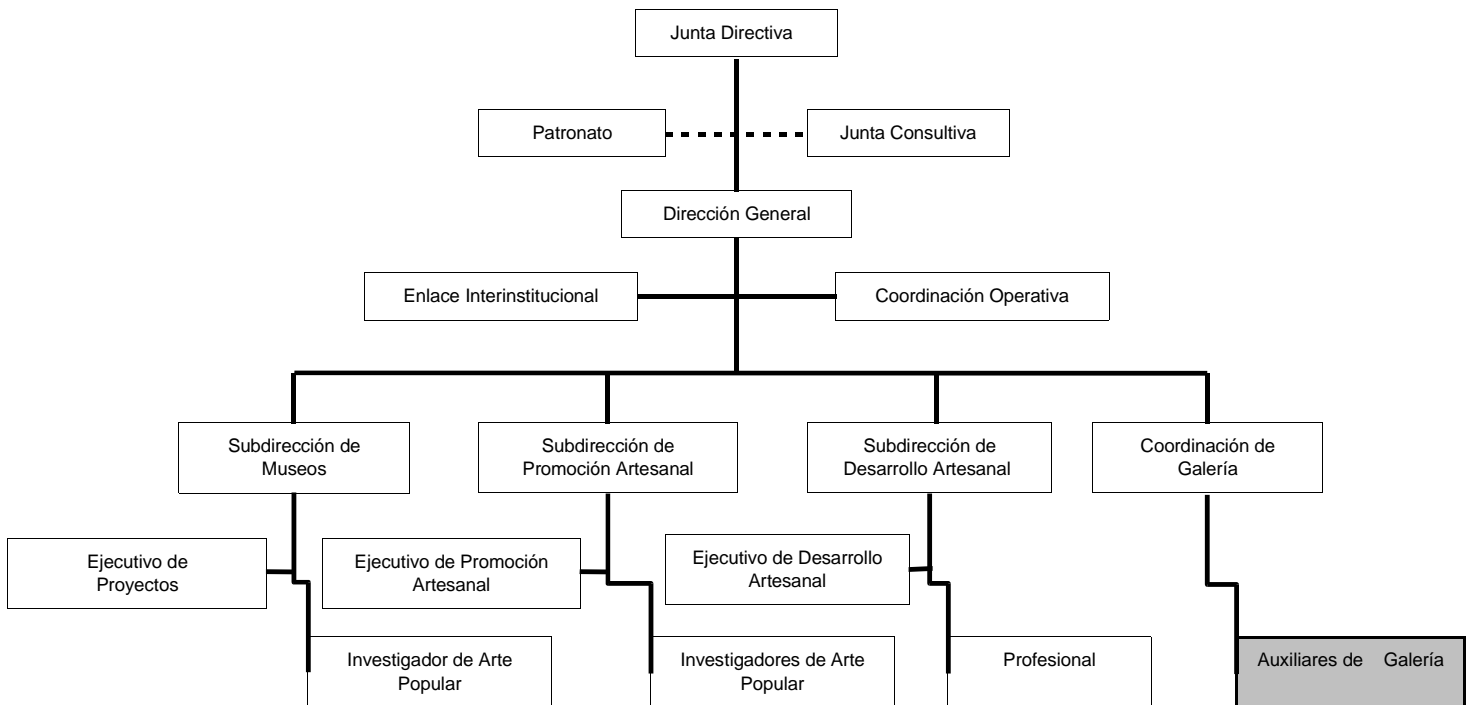 Junta Directiva
Patronato
Junta Consultiva
Dirección General
Enlace Interinstitucional
Coordinación Operativa
Subdirección de
Museos
Subdirección de
Promoción Artesanal
Subdirección de
Desarrollo Artesanal
Coordinación de
Galería
Ejecutivo de
Proyectos
Ejecutivo de Promoción
Artesanal
Ejecutivo de Desarrollo
Artesanal
Investigador de Arte
Popular
Investigadores de Arte
Popular
Profesional
Auxiliares de Galería